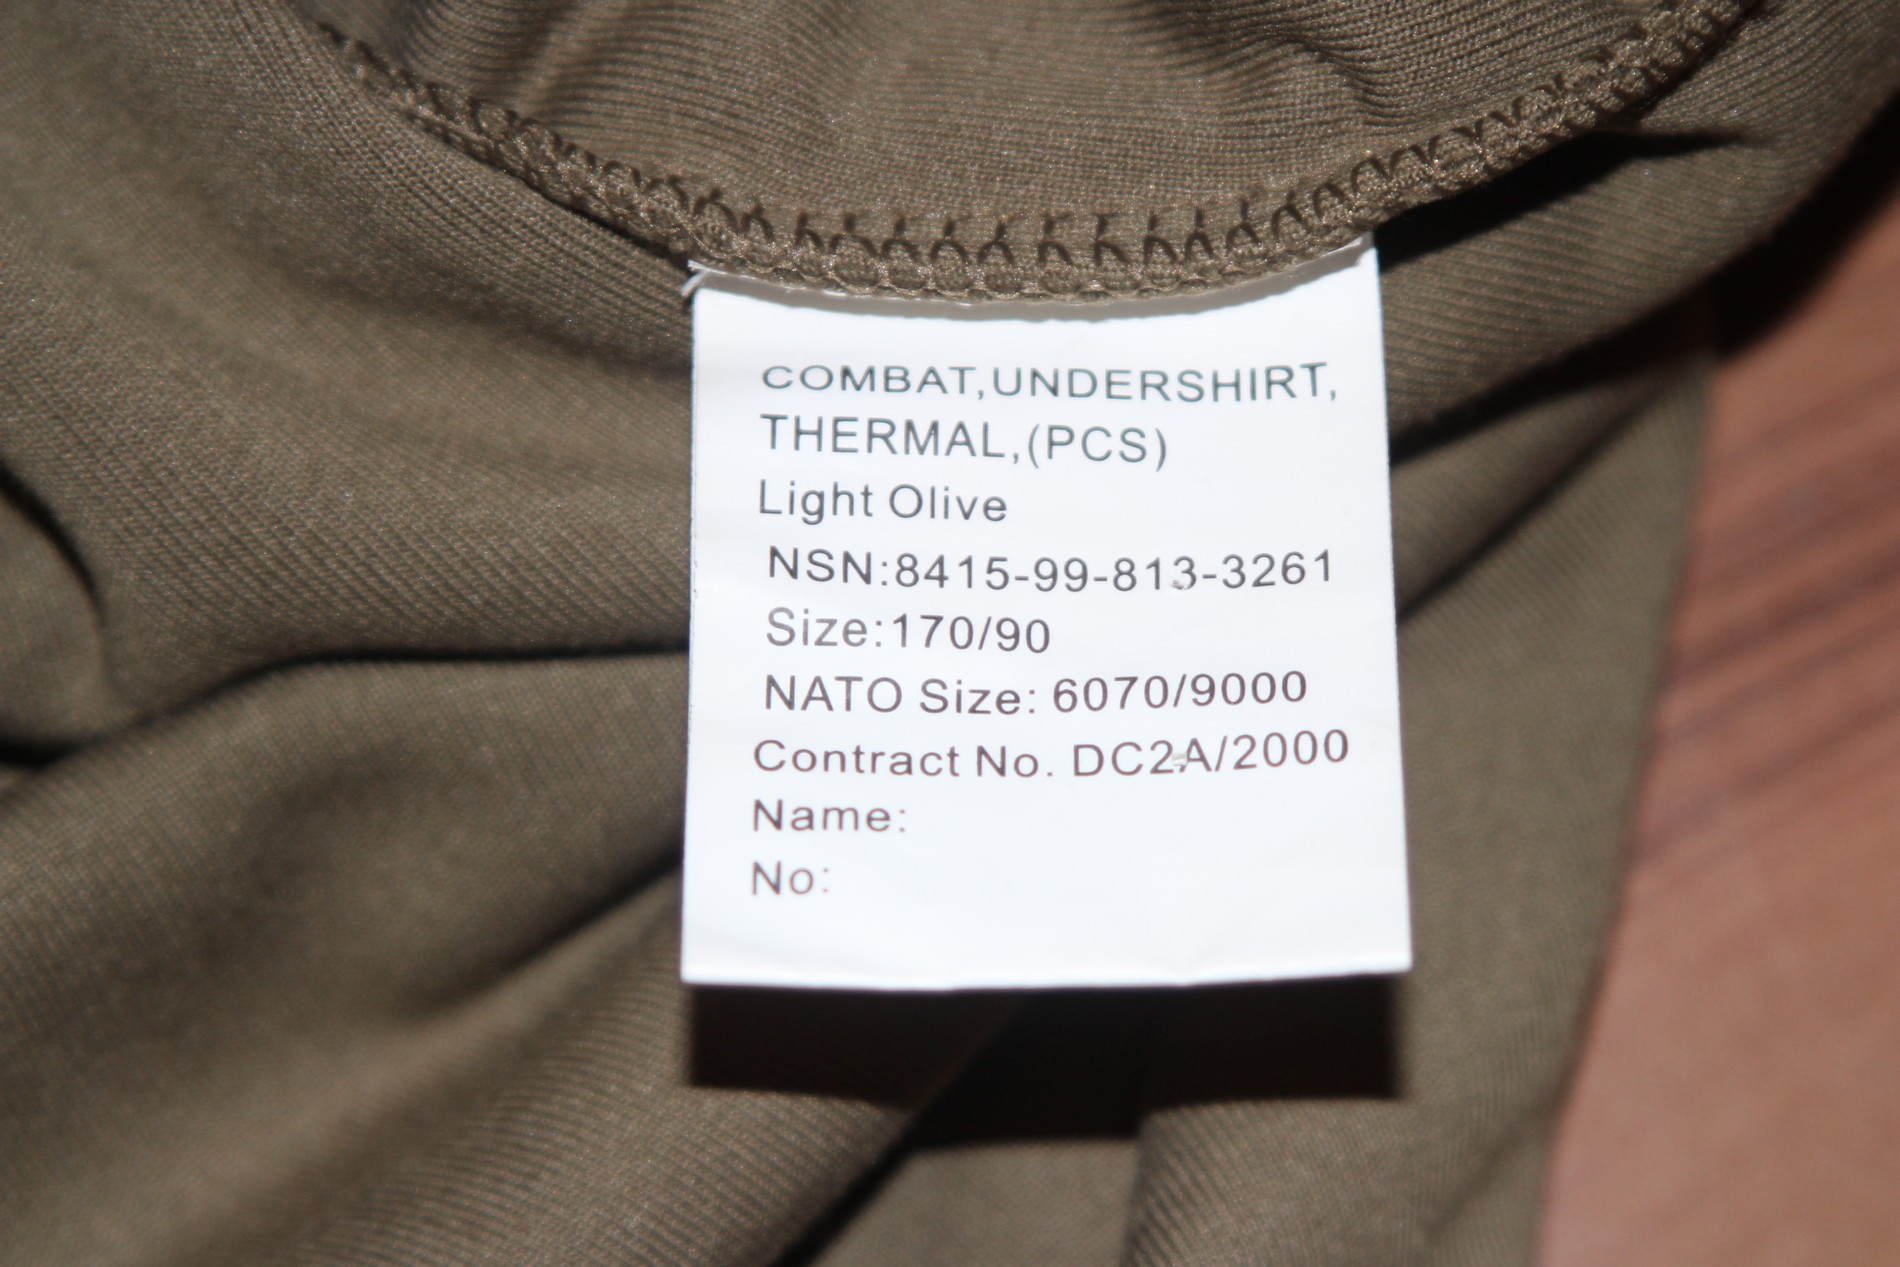 COMBAT,UNDERSHIRT,
THERMAL,(PCS)
Light Olive
NSN:8415-99-813-3261
Size:170/90
NATO Size: 6070/9000
Contract No. DC2A/2000
Name:
No: